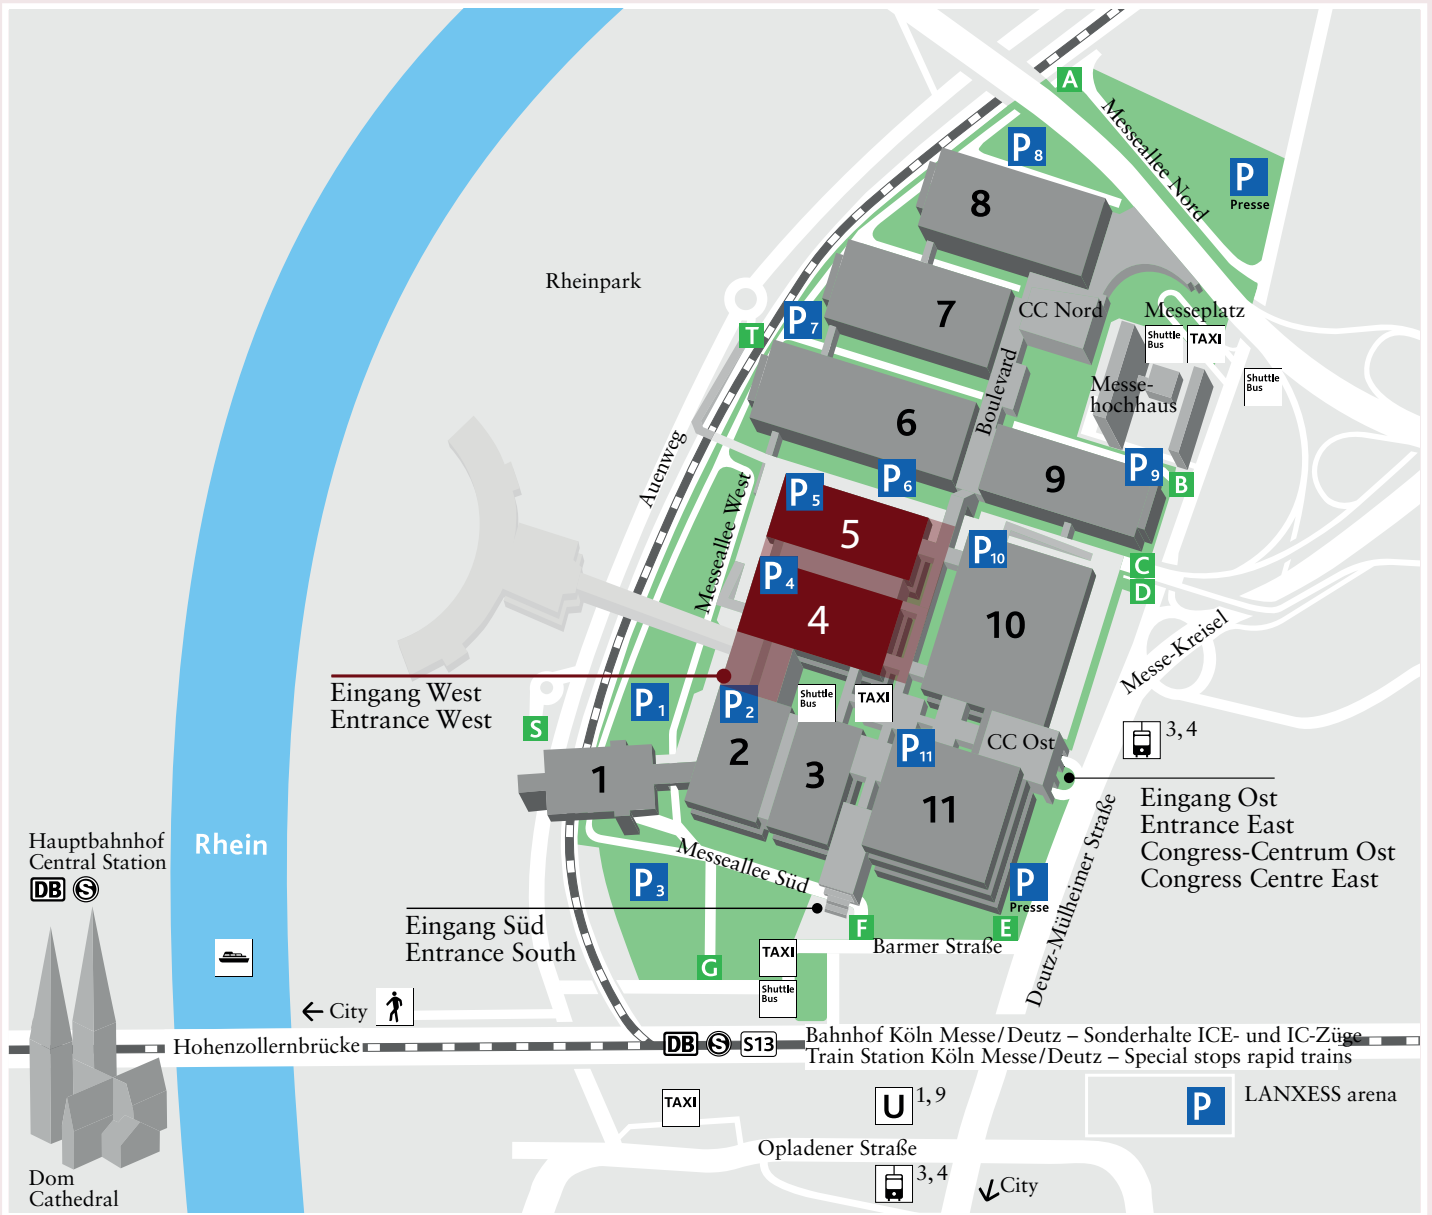 A
Messeallee Nord
P8
P
Presse
8
Rheinpark
7
CC Nord
Messeplatz
P7
T
Shuttle
Bus
TAXI
Shuttle
Bus
Boulevard
Messe-
hochhaus
6
Auenweg
Messeallee West
P6
9
P9
B
P5
5
P10
C
D
P4
4
10
Messe-Kreisel
Eingang West
Entrance West
P1
P2
Shuttle
Bus
TAXI
S
3, 4
CC Ost
P11
2
3
1
11
Eingang Ost
Entrance East
Congress-Centrum Ost
Congress Centre East
Deutz-Mülheimer Straße
Hauptbahnhof
Central Station
DB S
Rhein
Messeallee Süd
P3
P
Presse
Eingang Süd
Entrance South
F
E
Barmer Straße
TAXI
G
Shuttle
Bus
← City
Hohenzollernbrücke
DB S S13
Bahnhof Köln Messe/Deutz – Sonderhalte ICE- und IC-Züge
Train Station Köln Messe/Deutz – Special stops rapid trains
TAXI
U 1, 9
P
LANXESS arena
Opladener Straße
3, 4
City
Dom
Cathedral